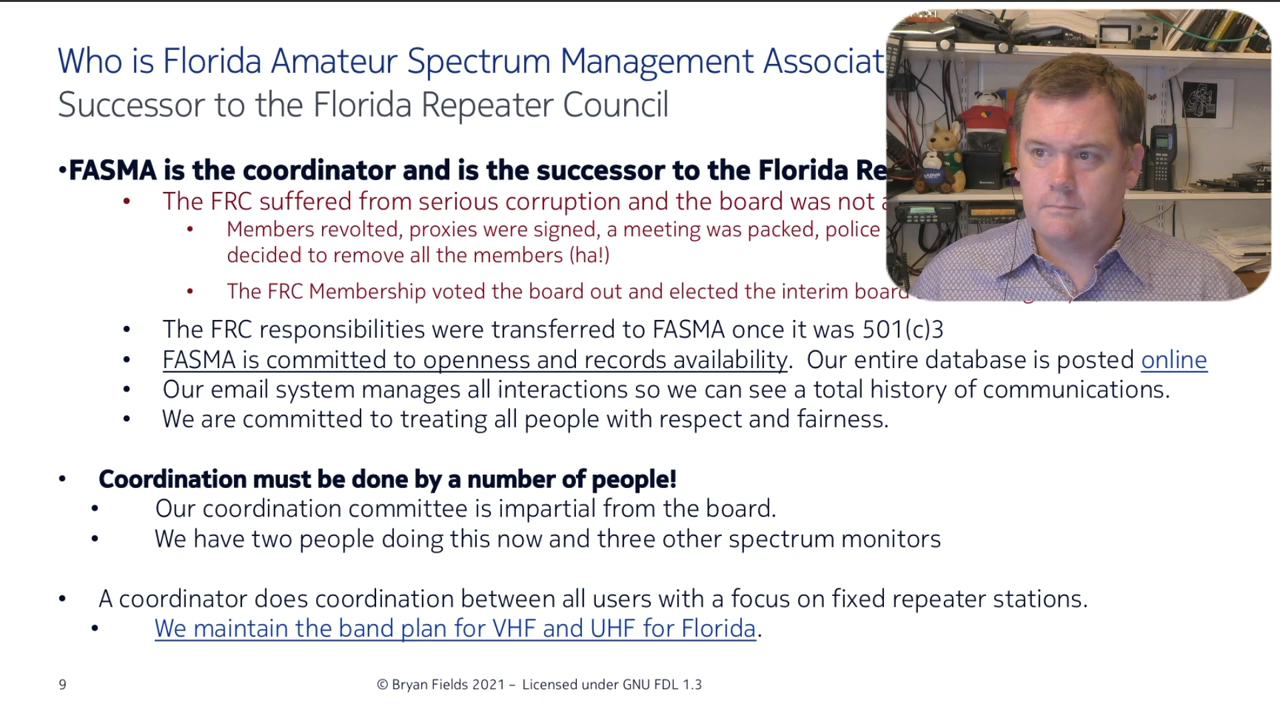 Who is Florida Amateur Spectrum Management Associat
Successor to the Florida Repeater Council
•FASMA is the coordinator and is the successor to the Florida Re
• The FRC suffered from serious corruption and the board was not a
• Members revolted, proxies were signed, a meeting was packed, police
decided to remove all the members (ha!)
• The FRC Membership voted the board out and elected the interim board
• The FRC responsibilities were transferred to FASMA once it was 501(c)3
• FASMA is committed to openness and records availability. Our entire database is posted online
• Our email system manages all interactions so we can see a total history of communications.
• We are committed to treating all people with respect and fairness.
• Coordination must be done by a number of people!
• Our coordination committee is impartial from the board.
• We have two people doing this now and three other spectrum monitors
• A coordinator does coordination between all users with a focus on fixed repeater stations.
• We maintain the band plan for VHF and UHF for Florida.
9 © Bryan Fields 2021 – Licensed under GNU FDL 1.3